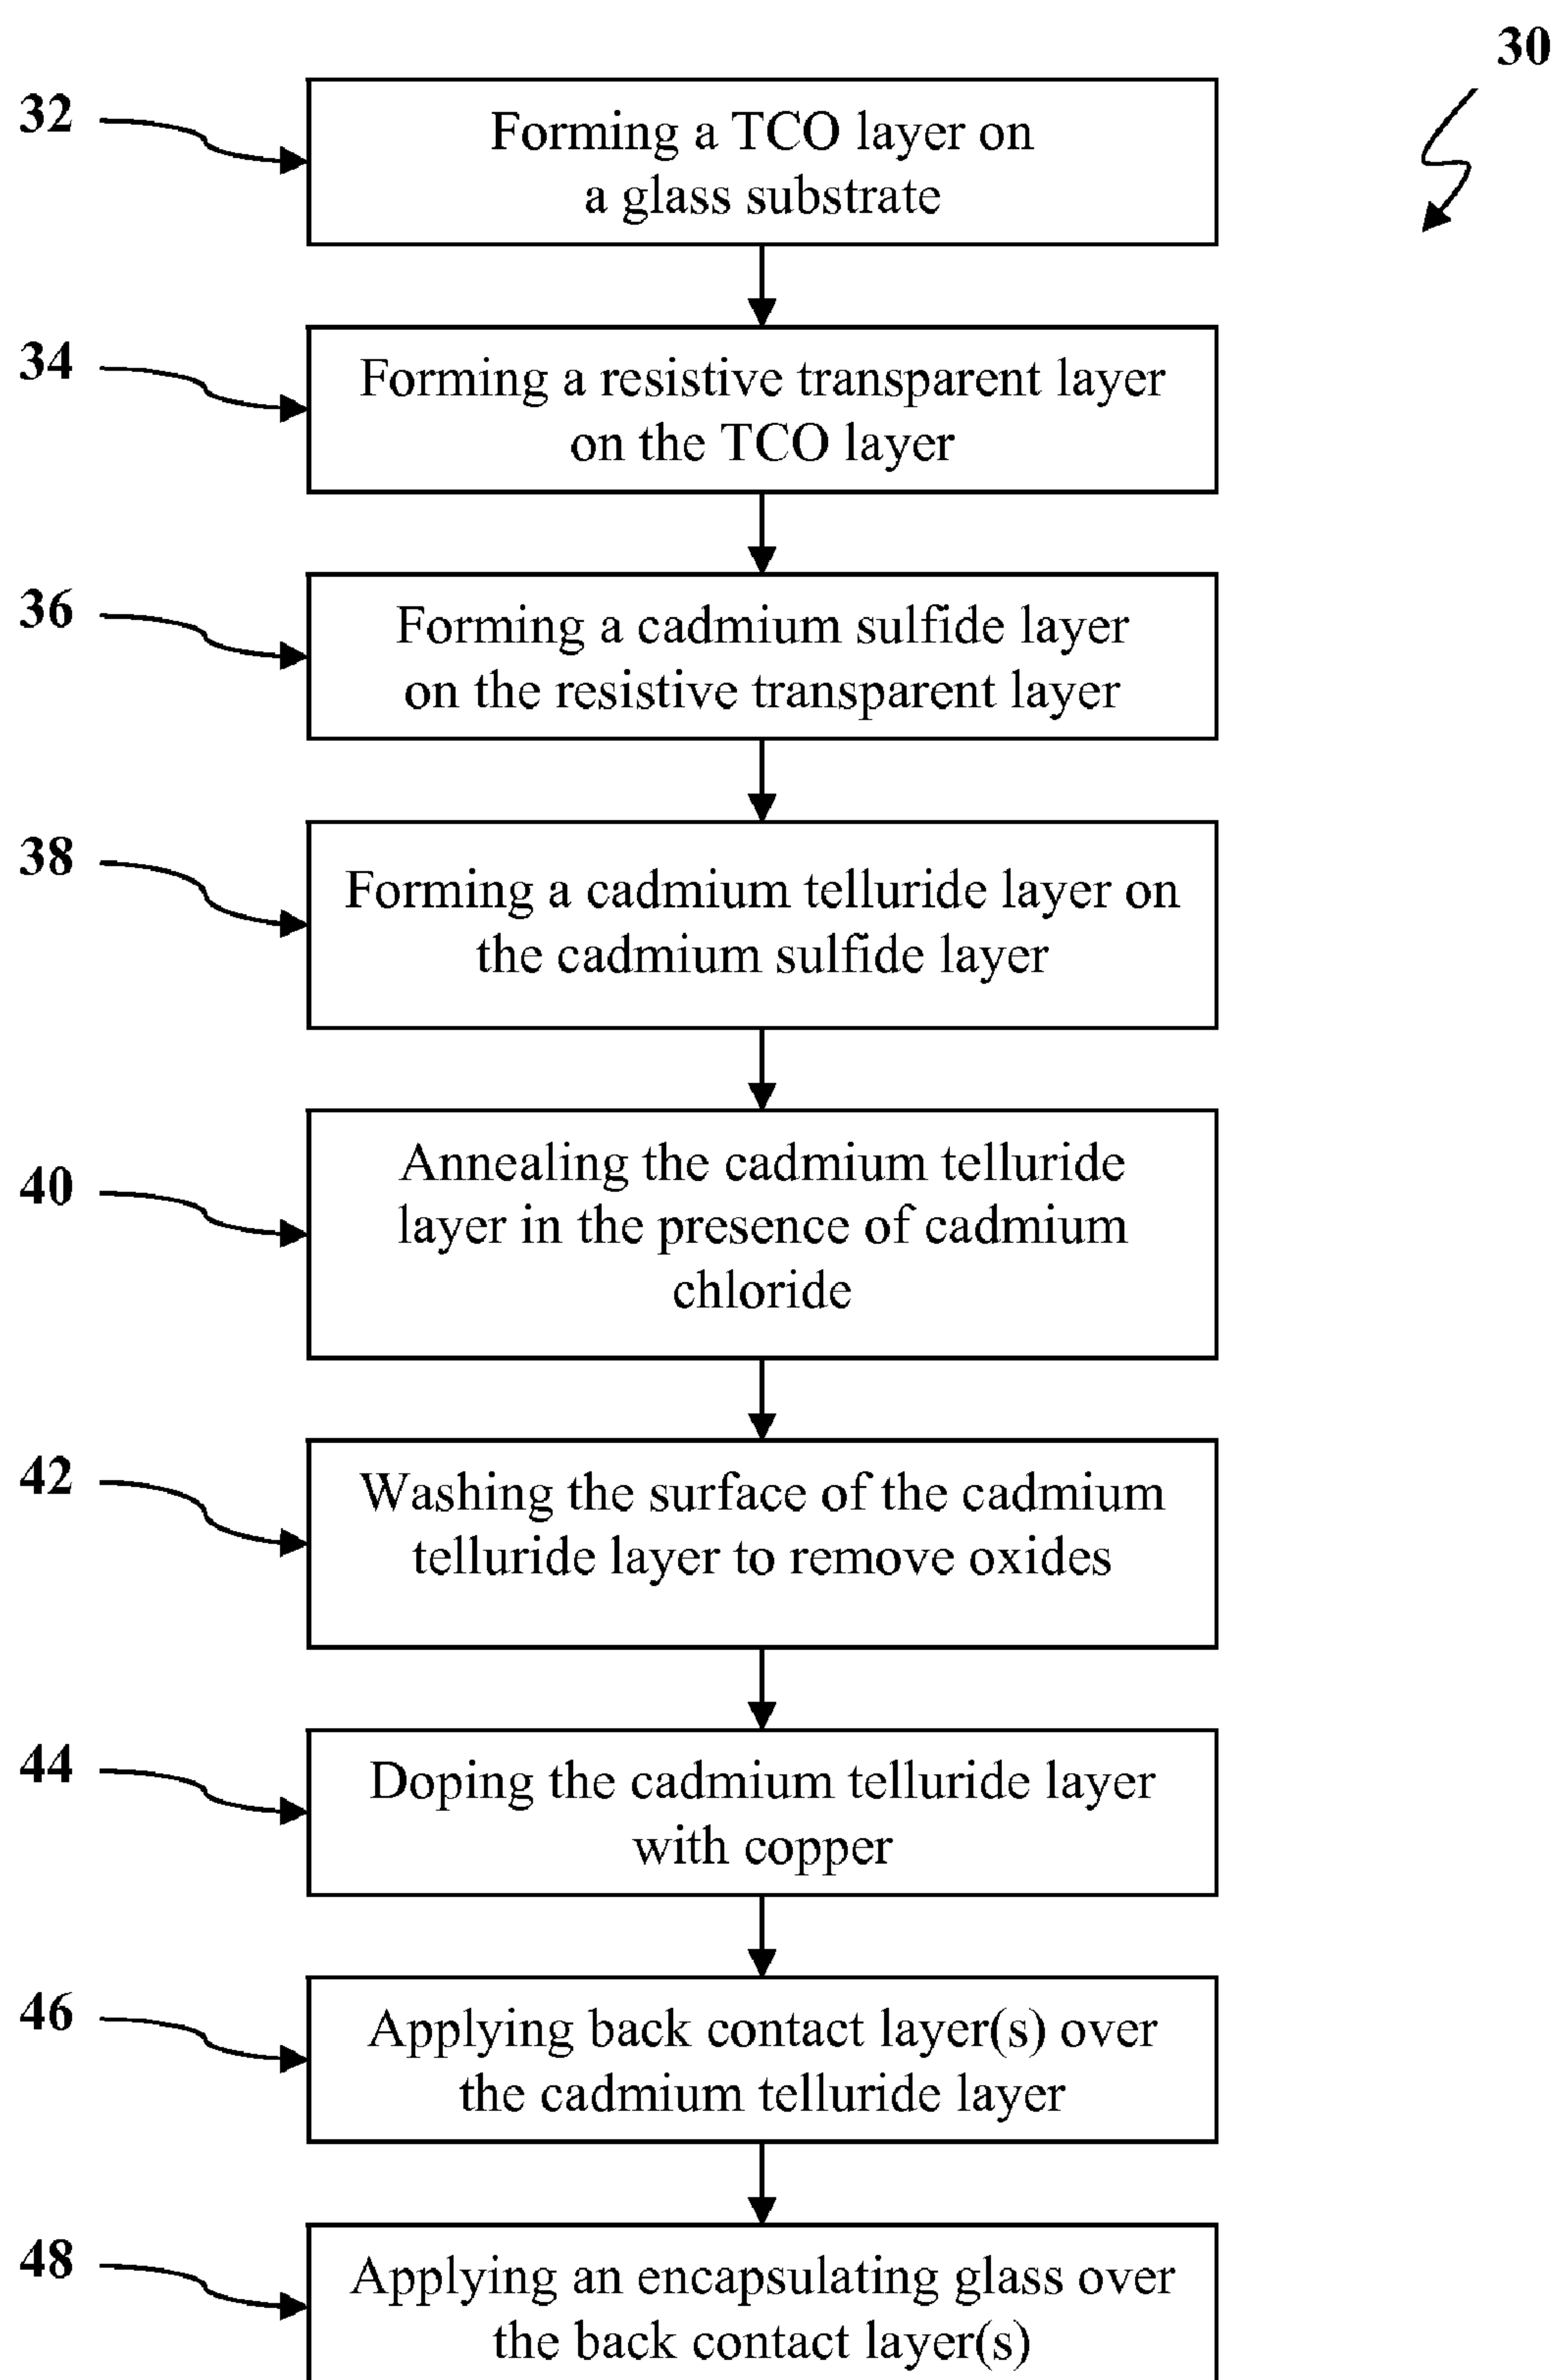 30
32
Forming a TCO layer on
a glass substrate
34
Forming a resistive transparent layer
on the TCO layer
36
Forming a cadmium sulfide layer
on the resistive transparent layer
38
Forming a cadmium telluride layer on
the cadmium sulfide layer
40
Annealing the cadmium telluride
layer in the presence of cadmium
chloride
42
Washing the surface of the cadmium
telluride layer to remove oxides
44
Doping the cadmium telluride layer
with copper
46
Applying back contact layer(s) over
the cadmium telluride layer
48
Applying an encapsulating glass over
the back contact layer(s)